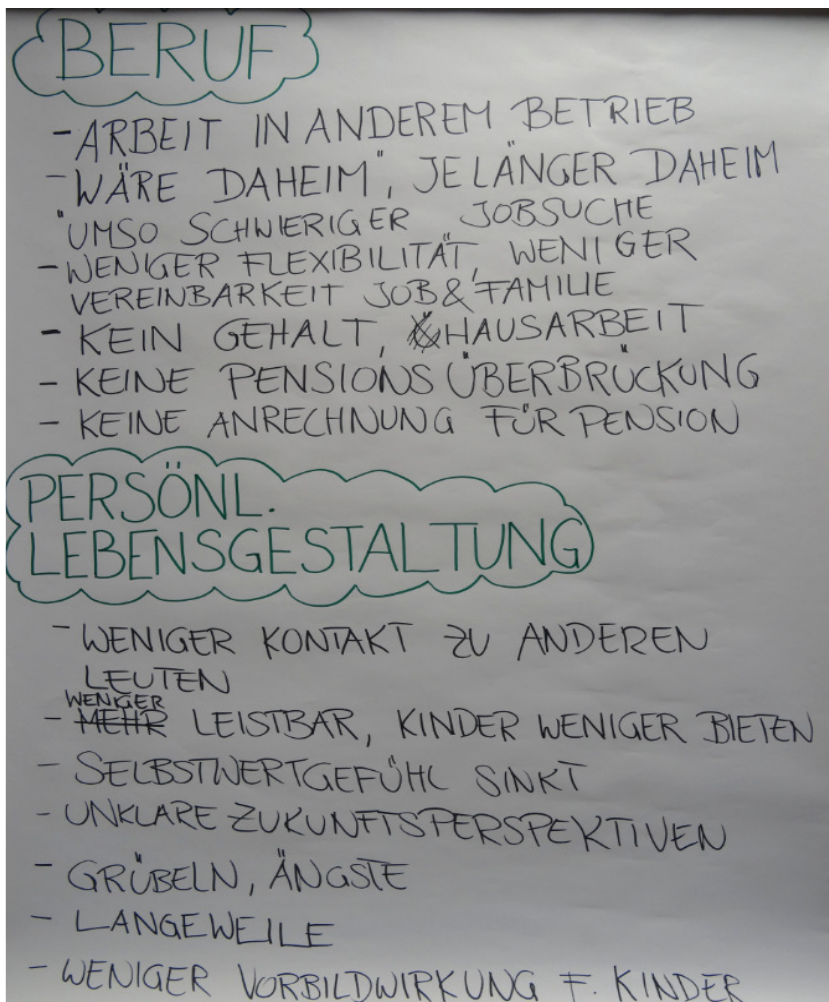 BERUF
- ARBEIT IN ANDEREM BETRIEB
- "WÄRE DAHEIM", JE LÄNGER DAHEIM
UMSO SCHWIERIGER JOBSUCHE
- WENIGER FLEXIBILITÄT, WENIGER
VEREINBARKEIT JOB & FAMILIE
- KEIN GEHALT, HAUSARBEIT
- KEINE PENSIONSÜBERBRÜCKUNG
- KEINE ANRECHNUNG FÜR PENSION
PERSÖNL.
LEBENSGESTALTUNG
- WENIGER KONTAKT ZU ANDEREN
LEUTEN
WENIGER
- MEHR LEISTBAR, KINDER WENIGER BIETEN
- SELBSTWERTGEFÜHL SINKT
- UNKLARE ZUKUNFTSPERSPEKTIVEN
- GRÜBELN, ÄNGSTE
- LANGEWEILE
- WENIGER VORBILDWIRKUNG F. KINDER